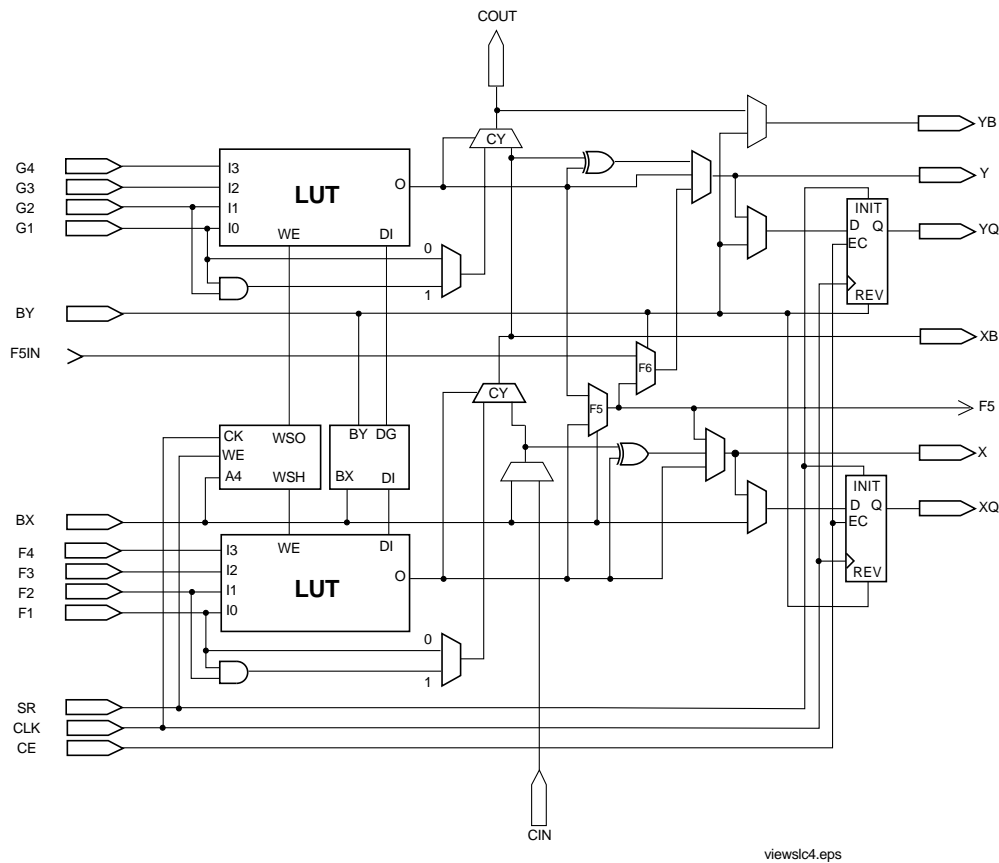 COUT
YB
CY
G4
G3
G2
G1
I3
I2
I1
I0
LUT
O
WE
DI
Y
INIT
D Q
EC
REV
YQ
0
1
BY
F5IN
XB
F6
CY
F5
F5
CK
WE
A4
WSO
WSH
BY DG
BX
DI
X
INIT
D Q
EC
REV
XQ
BX
F4
F3
F2
F1
I3
I2
I1
I0
WE
DI
LUT
O
0
1
SR
CLK
CE
CIN
viewslc4.eps